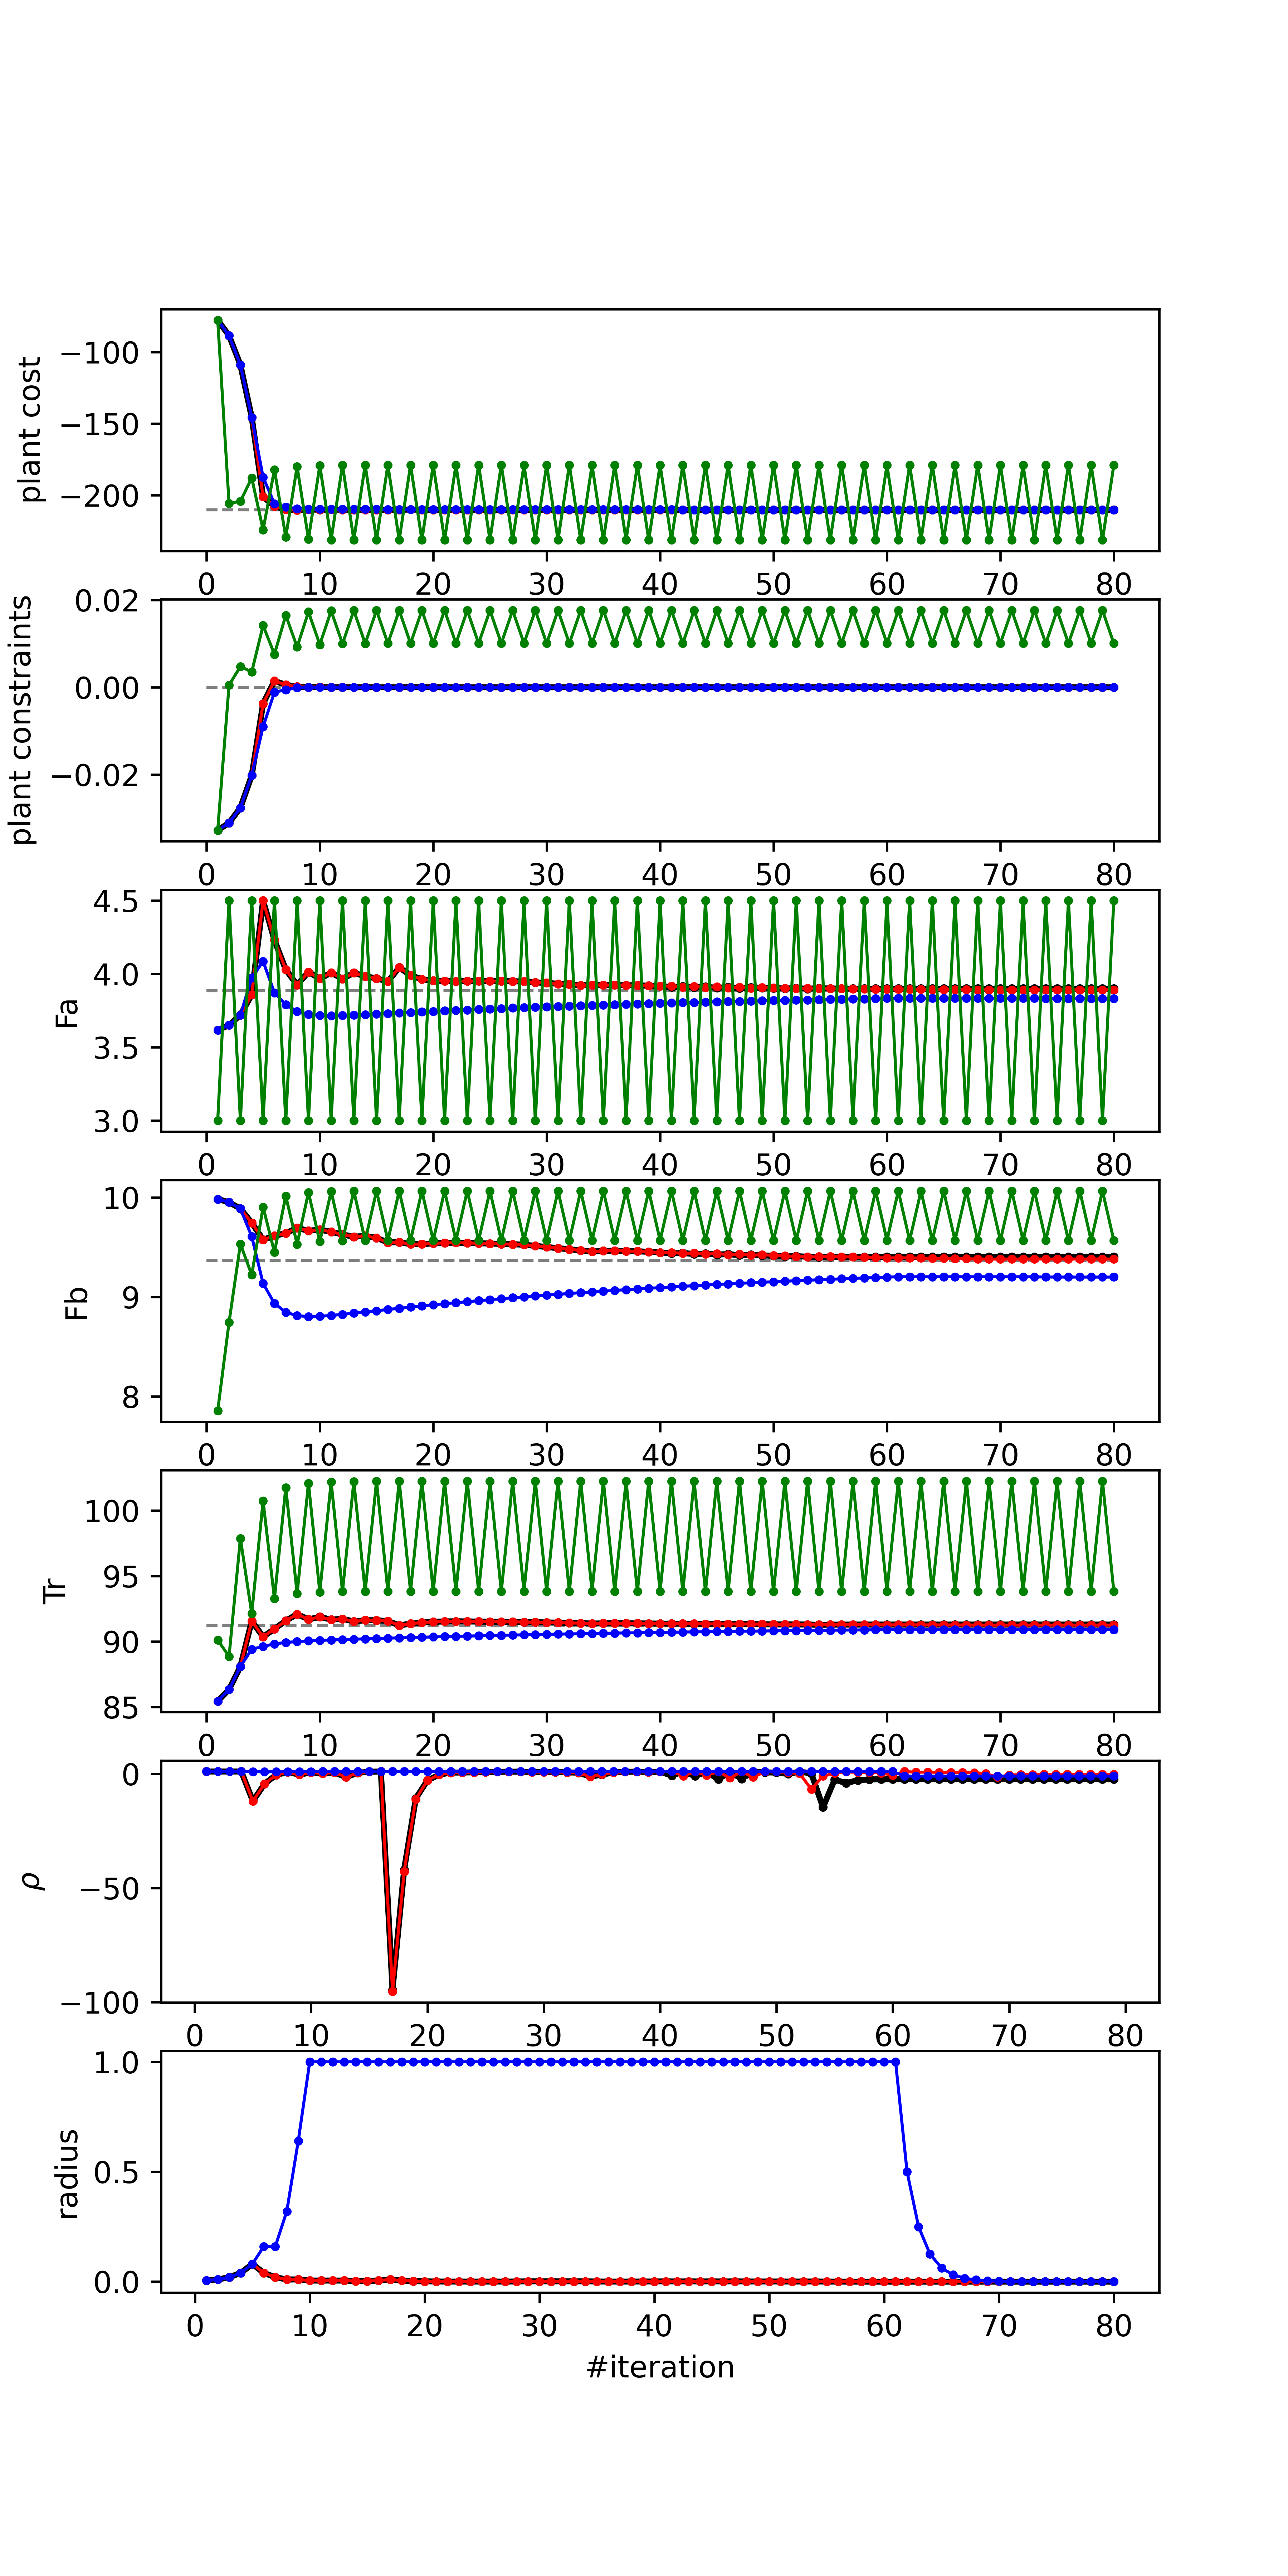 plant cost
−100
−150
−200
0 10 20 30 40 50 60 70 80
plant constraints
0.02
0.00
−0.02
0 10 20 30 40 50 60 70 80
Fa
4.5
4.0
3.5
3.0
0 10 20 30 40 50 60 70 80
Fb
10
9
8
0 10 20 30 40 50 60 70 80
Tr
100
95
90
85
0 10 20 30 40 50 60 70 80
ρ
0
−50
−100
0 10 20 30 40 50 60 70 80
radius
1.0
0.5
0.0
0 10 20 30 40 50 60 70 80
#iteration